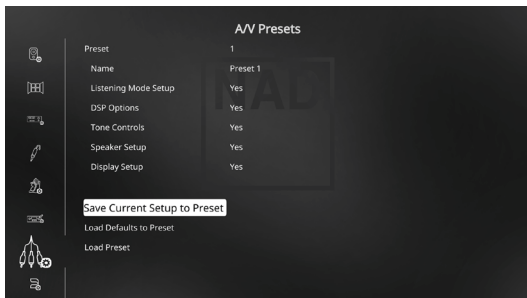 A/V Presets
Preset 1
Name Preset 1
Listening Mode Setup Yes
DSP Options Yes
Tone Controls Yes
Speaker Setup Yes
Display Setup Yes
Save Current Setup to Preset
Load Defaults to Preset
Load Preset
NAD